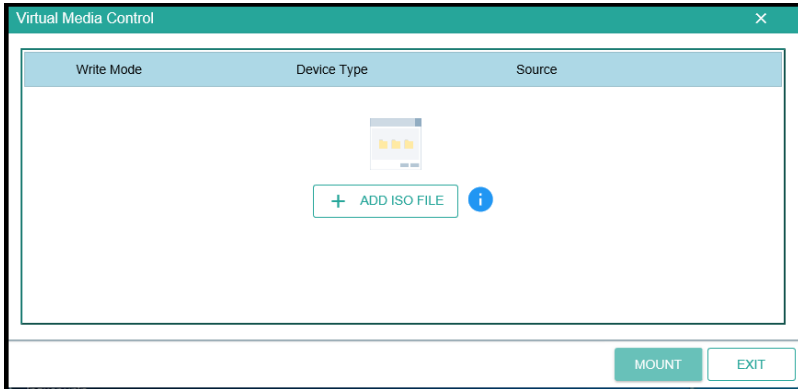 Virtual Media Control
Write Mode Device Type Source
+ ADD ISO FILE i
MOUNT EXIT